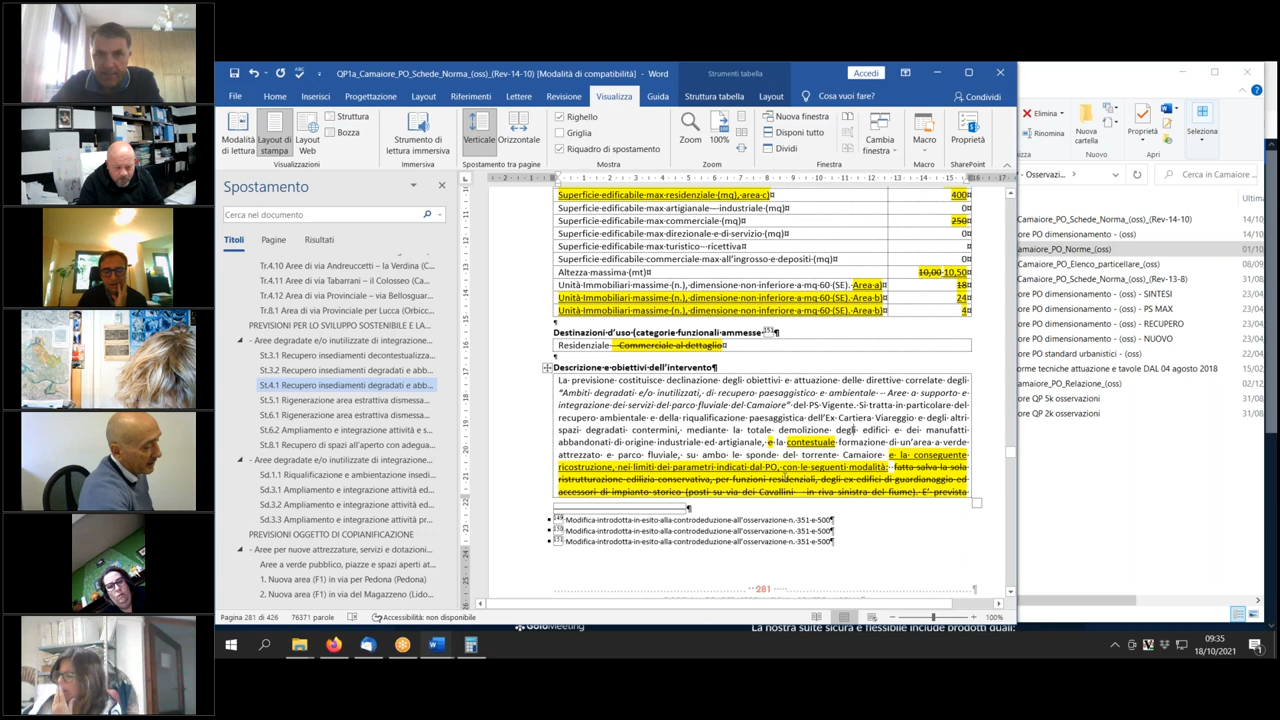 QP1a_Camaiore_PO_Schede_Norma_(oss)_(Rev-14-10) [Modalità di compatibilità] - Word
Strumenti tabella
Accedi
File Home Inserisci Progettazione Layout Riferimenti Lettere Revisione Visualizza Guida Struttura tabella Layout Cosa vuoi fare? Condividi
Modalità di lettura
Layout di stampa
Layout Web
Struttura
Bozza
Visualizzazioni
Strumento di lettura immersiva
Immersiva
Verticale Orizzontale
Spostamento tra pagine
Righello
Griglia
Riquadro di spostamento
Mostra
Zoom
100%
Zoom
Nuova finestra
Disponi tutto
Dividi
Cambia finestra
Finestra
Macro
Macro
Proprietà
SharePoint
Spostamento
Cerca nel documento
Titoli Pagine Risultati
Tr.4.10 Aree di via Andreuccetti – la Verdina (C...
Tr.4.11 Aree di via Tabarrani – il Colosseo (Ca...
Tr.4.12 Aree di via Provinciale – via Bellosguar...
Tr.8.1 Aree di via Provinciale per Lucca (Orbicc...
PREVISIONI PER LO SVILUPPO SOSTENIBILE E LA...
- Aree degradate e/o inutilizzate di integrazione...
St.3.1 Recupero insediamenti decontestualizza...
St.3.2 Recupero insediamenti degradati e abb...
St.4.1 Recupero insediamenti degradati e abb...
St.5.1 Rigenerazione area estrattiva dismessa...
St.6.1 Rigenerazione area estrattiva dismessa...
St.6.2 Ampliamento e integrazione attività ed...
St.8.1 Recupero di spazi all'aperto con adegua...
- Aree degradate e/o inutilizzate di integrazione...
Sd.1.1 Riqualificazione e ambientazione insed...
Sd.3.1 Ampliamento e integrazione attività ed...
Sd.3.2 Ampliamento e integrazione attività ed...
Sd.3.3 Ampliamento e integrazione attività pr...
PREVISIONI OGGETTO DI COPIANIFICAZIONE
- Aree per nuove attrezzature, servizi e dotazioni...
Aree a verde pubblico, piazze e spazi aperti at...
1. Nuova area (F1) in via per Pedona (Pedona)
2. Nuova area (F1) in via del Magazzeno (Lido...
Superficie·edificabile·max·residenziale·(mq),·area·c)¤ 400¤
Superficie·edificabile·max·artigianale·–·industriale·(mq)¤ 0¤
Superficie·edificabile·max·commerciale·(mq)¤ 250¤
Superficie·edificabile·max·direzionale·e·di·servizio·(mq)¤ 0¤
Superficie·edificabile·max·turistico·-·ricettiva¤ ¤
Superficie·edificabile·commerciale·max·all'ingrosso·e·depositi·(mq)¤ 0¤
Altezza·massima·(mt)¤ 10,00·10,50¤
Unità·Immobiliari·massime·(n.),·dimensione·non·inferiore·a·mq·60·(SE).·Area·a)¤ 18¤
Unità·Immobiliari·massime·(n.),·dimensione·non·inferiore·a·mq·60·(SE).·Area·b)¤ 24¤
Unità·Immobiliari·massime·(n.),·dimensione·non·inferiore·a·mq·60·(SE).·Area·b)¤ 4¤
Destinazioni·d'uso·(categorie·funzionali·ammesse·151¶
Residenziale·–·Commerciale·al·dettaglio¤
Descrizione·e·obiettivi·dell'intervento¶
La· previsione· costituisce· declinazione· degli· obiettivi· e· attuazione· delle· direttive· correlate· degli·
"Ambiti· degradati· e/o· inutilizzati,· di· recupero· paesaggistico· e· ambientale· -· Aree· a· supporto· e·
integrazione·dei·servizi·del·parco·fluviale·del·Camaiore"·del·PS·Vigente.·Si·tratta·in·particolare·del·
recupero·ambientale·e·della·riqualificazione·paesaggistica·dell'Ex·Cartiera·Viareggio·e·degli·altri·
spazi· degradati· contermini,· mediante· la· totale· demolizione· degli· edifici· e· dei· manufatti·
abbandonati·di·origine·industriale·ed·artigianale,·e·la·contestuale·formazione·di·un'area·a·verde·
attrezzato· e· parco· fluviale,· su· ambo· le· sponde· del· torrente· Camaiore· e· la· conseguente·
ricostruzione,·nei·limiti·dei·parametri·indicati·dal·PO,·con·le·seguenti·modalità:·fatta·salva·la·sola·
ristrutturazione·edilizia·conservativa,·per·funzioni·residenziali,·degli·ex·edifici·di·guardianaggio·ed·
accessori·di·impianto·storico·(posti·su·via·dei·Cavallini·–·in·riva·sinistra·del·fiume).·E'·prevista·
149·Modifica·introdotta·in·esito·alla·controdeduzione·all'osservazione·n.·351·e·500¶
150·Modifica·introdotta·in·esito·alla·controdeduzione·all'osservazione·n.·351·e·500¶
151·Modifica·introdotta·in·esito·alla·controdeduzione·all'osservazione·n.·351·e·500¶
281
Pagina 281 di 426 76371 parole Accessibilità: non disponibile 100%
Elimina
Rinomina
Nuova cartella
Nuovo
Proprietà
Apri
Seleziona
Osservazi...
Cerca in Camaiore ...
Ultima
amaiore_PO_Schede_Norma_(oss)_(Rev-14-10) 14/10
ore PO dimensionamento - (oss) 14/10
amaiore_PO_Norme_(oss) 01/10
amaiore_PO_Elenco_particellare_(oss) 08/09
ore PO dimensionamento - (oss)_(Rev-13-8)
ore PO dimensionamento - (oss) - SINTESI 23/04
ore PO dimensionamento - (oss) - PS MAX 23/04
ore PO dimensionamento - (oss) - RECUPERO 23/04
ore PO dimensionamento - (oss) - NUOVO 23/04
ore PO standard urbanistici - (oss)
norme tecniche attuazione e tavole DAL 04 agosto 2018
amaiore_PO_Relazione_(oss) 02/12
ore QP 5k osservazioni 31/08
ore QP 2k osservazioni 31/08
GoToMeeting
La nostra suite sicura e flessibile include prodotti quali:
09:35
18/10/2021